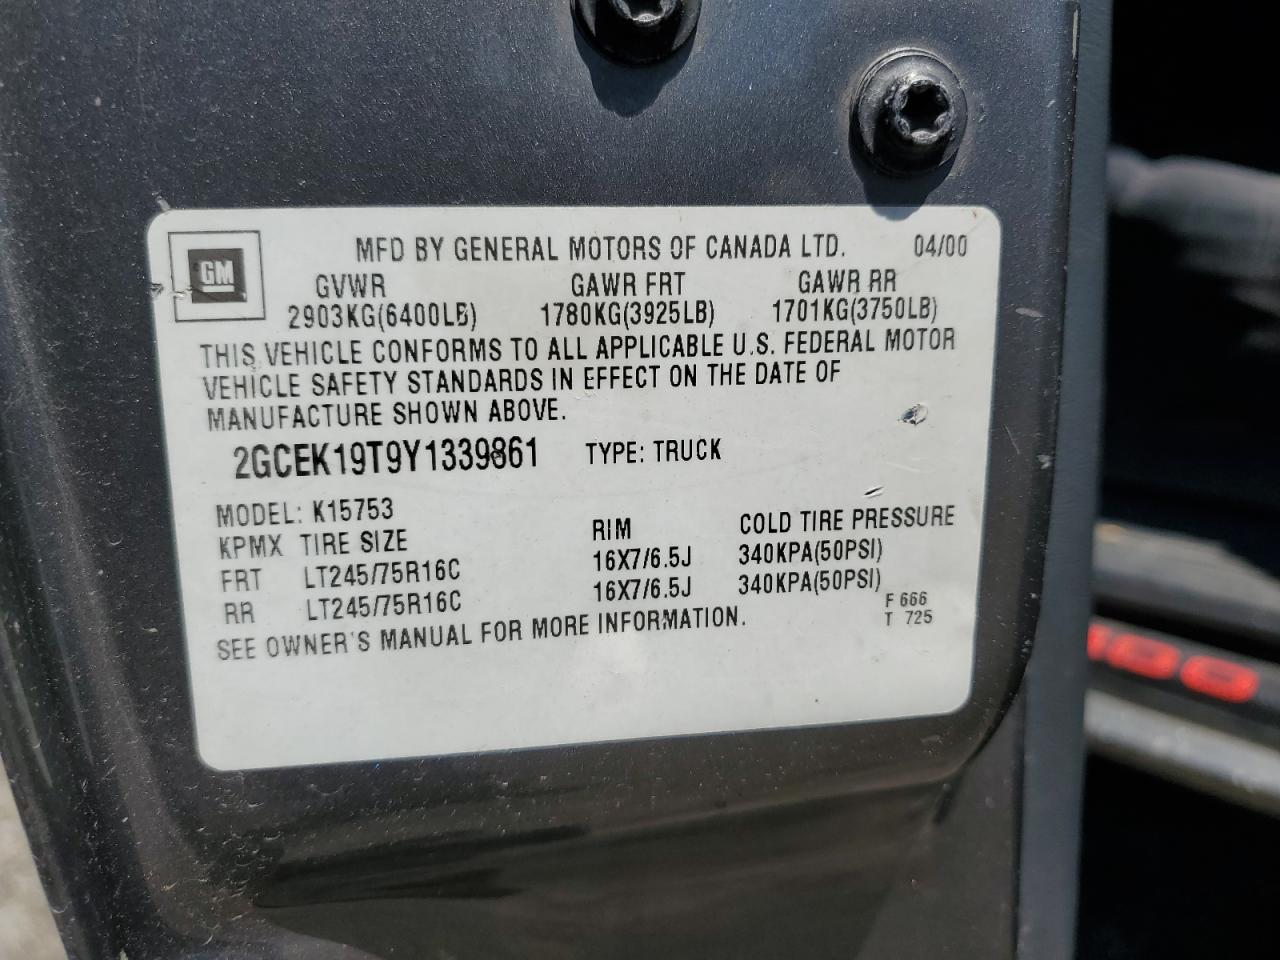 GM
MFD BY GENERAL MOTORS OF CANADA LTD. 04/00
GVWR GAWR FRT GAWR RR
2903KG(6400LB) 1780KG(3925LB) 1701KG(3750LB)
THIS VEHICLE CONFORMS TO ALL APPLICABLE U.S. FEDERAL MOTOR
VEHICLE SAFETY STANDARDS IN EFFECT ON THE DATE OF
MANUFACTURE SHOWN ABOVE.
2GCEK19T9Y1339861 TYPE: TRUCK
MODEL: K15753
KPMX TIRE SIZE RIM COLD TIRE PRESSURE
FRT LT245/75R16C 16X7/6.5J 340KPA(50PSI)
RR LT245/75R16C 16X7/6.5J 340KPA(50PSI)
SEE OWNER'S MANUAL FOR MORE INFORMATION.
F 666
T 725